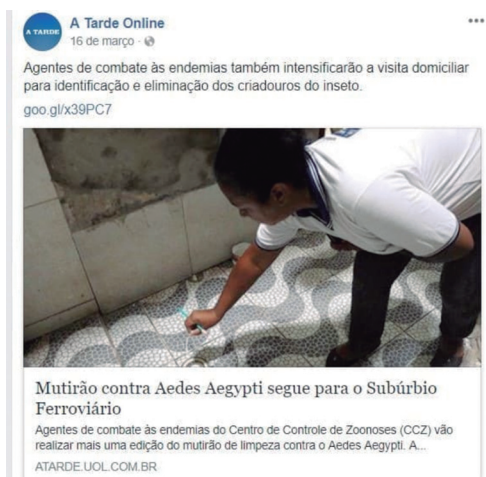 A TARDE
A Tarde Online
16 de março ·
Agentes de combate às endemias também intensificarão a visita domiciliar
para identificação e eliminação dos criadouros do inseto.
goo.gl/x39PC7
Mutirão contra Aedes Aegypti segue para o Subúrbio
Ferroviário
Agentes de combate às endemias do Centro de Controle de Zoonoses (CCZ) vão
realizar mais uma edição do mutirão de limpeza contra o Aedes Aegypti. A...
ATARDE.UOL.COM.BR